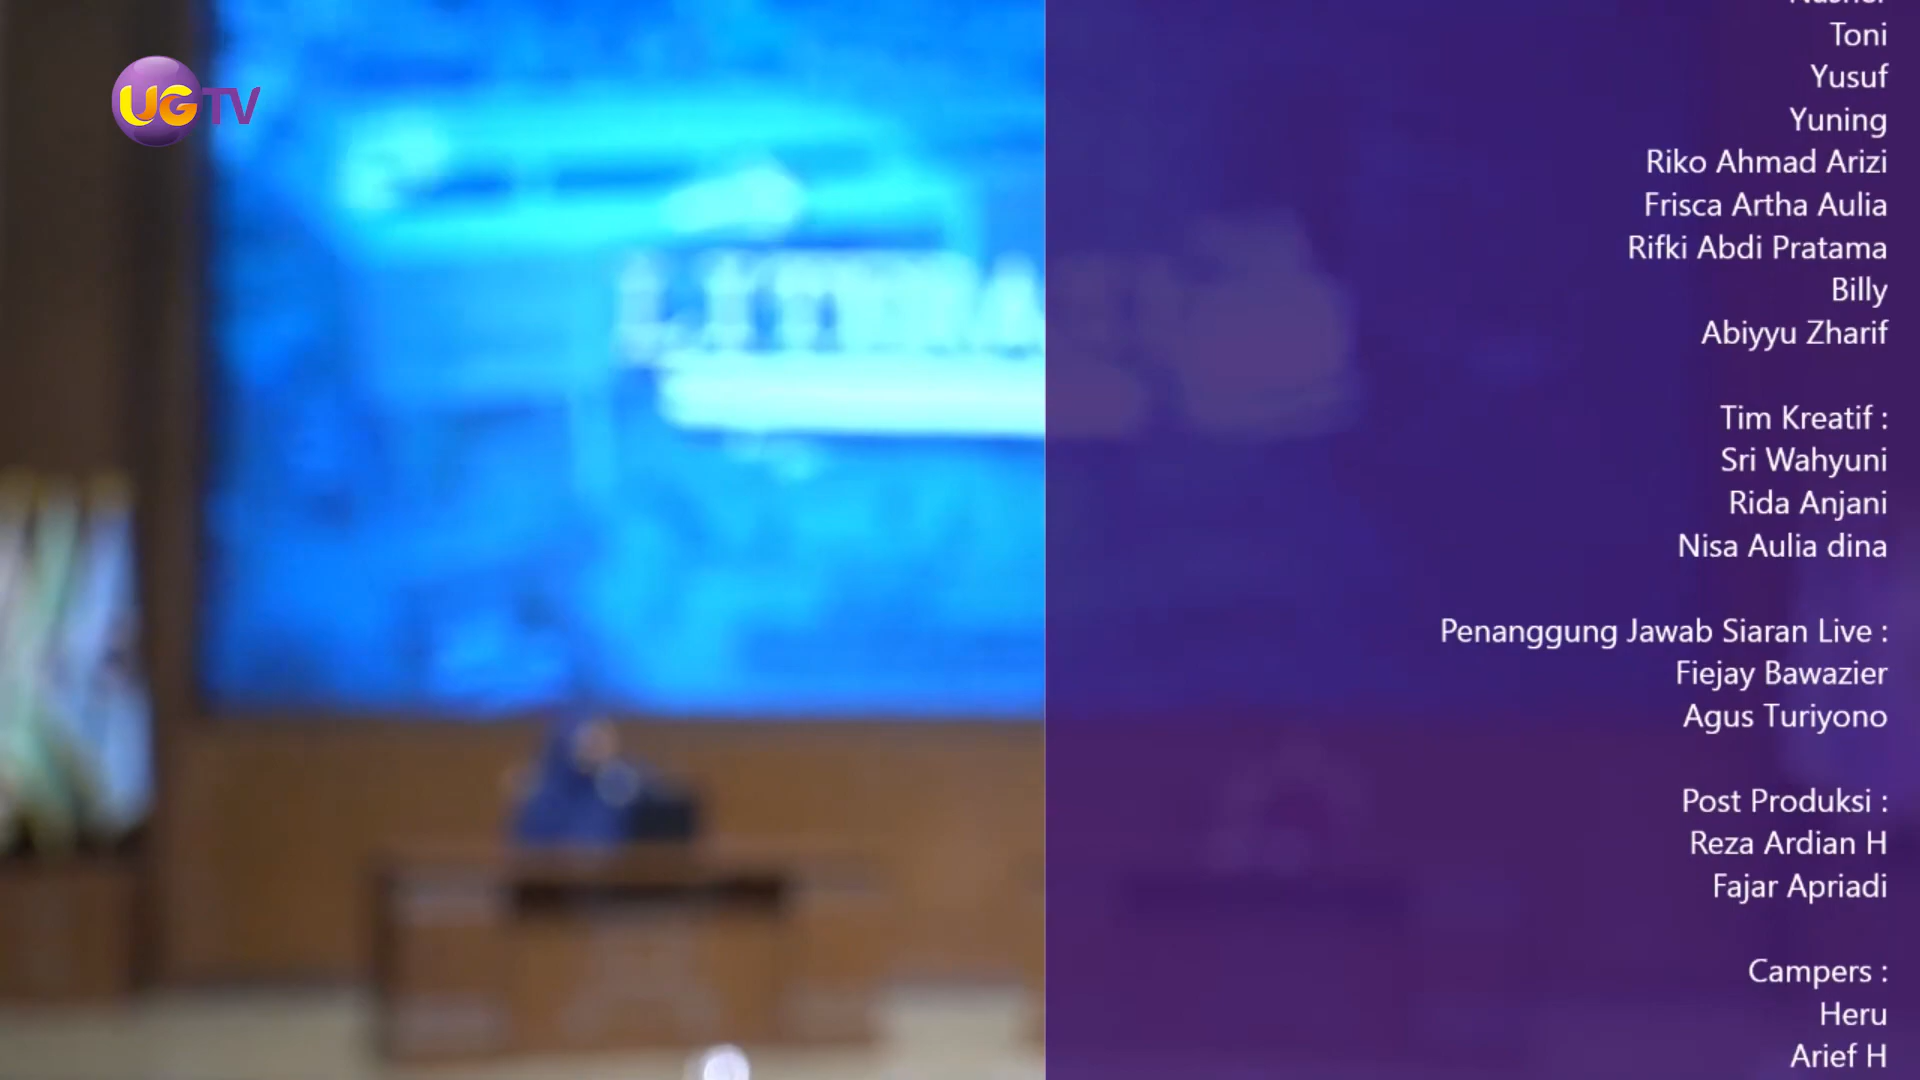 UGTV
Toni
Yusuf
Yuning
Riko Ahmad Arizi
Frisca Artha Aulia
Rifki Abdi Pratama
Billy
Abiyyu Zharif
Tim Kreatif :
Sri Wahyuni
Rida Anjani
Nisa Aulia dina
Penanggung Jawab Siaran Live :
Fiejay Bawazier
Agus Turiyono
Post Produksi :
Reza Ardian H
Fajar Apriadi
Campers :
Heru
Arief H